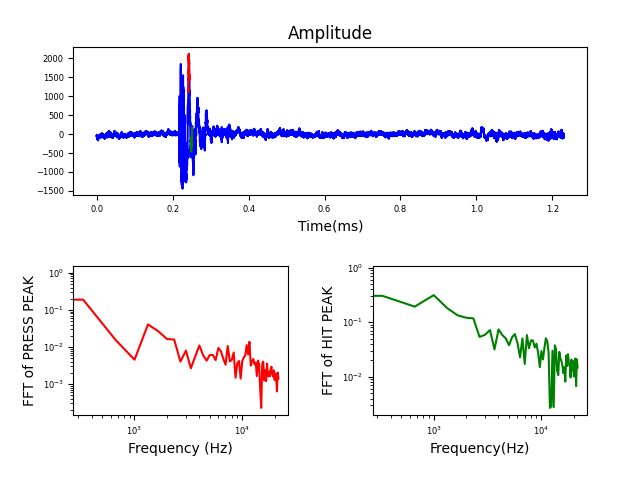 Amplitude
2000
1500
1000
500
0
−500
−1000
−1500
0.0 0.2 0.4 0.6 0.8 1.0 1.2
Time(ms)
FFT of PRESS PEAK
10⁰
10⁻¹
10⁻²
10⁻³
10³ 10⁴
Frequency (Hz)
FFT of HIT PEAK
10⁰
10⁻¹
10⁻²
10³ 10⁴
Frequency(Hz)